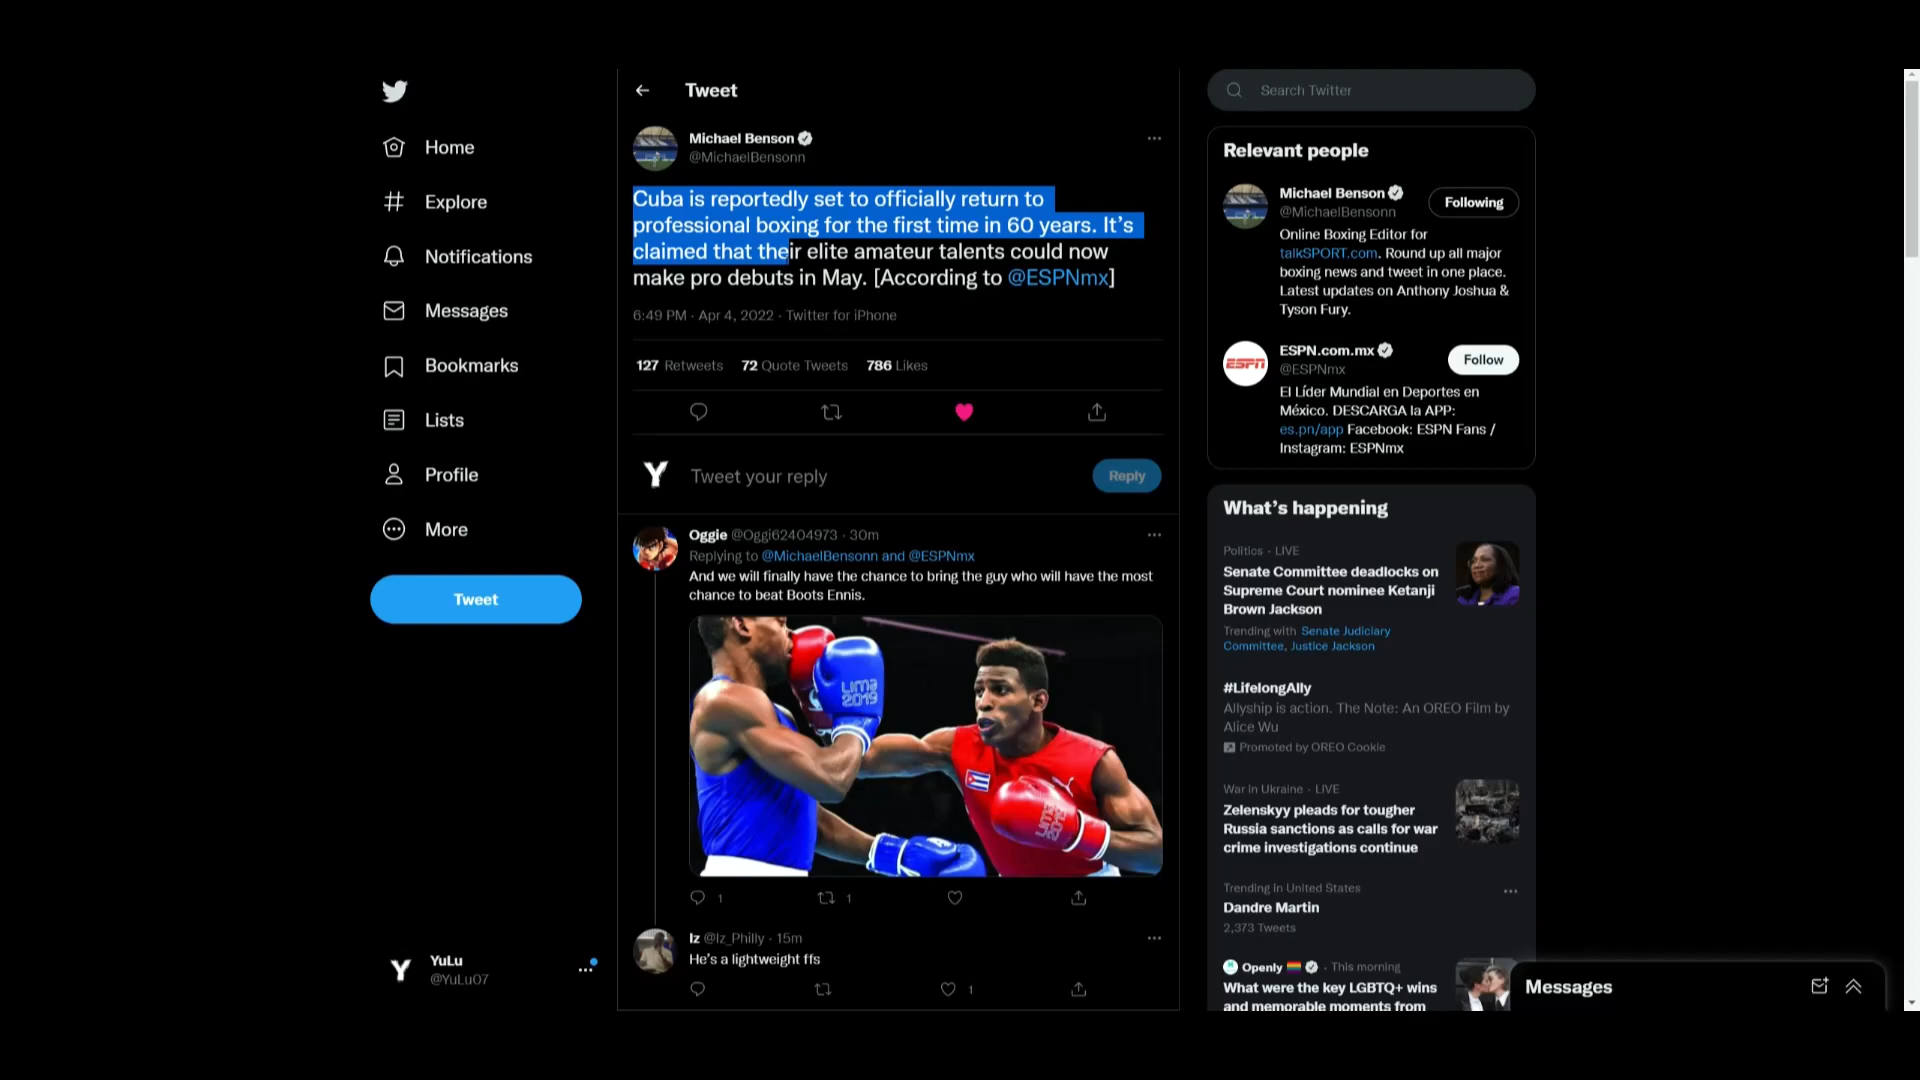 Home
Explore
Notifications
Messages
Bookmarks
Lists
Profile
More
Tweet
YuLu
@YuLu07
Tweet
Michael Benson
@MichaelBensonn
Cuba is reportedly set to officially return to
professional boxing for the first time in 60 years. It's
claimed that their elite amateur talents could now
make pro debuts in May. [According to @ESPNmx]
6:49 PM · Apr 4, 2022 · Twitter for iPhone
127 Retweets 72 Quote Tweets 786 Likes
Y Tweet your reply Reply
Oggie @Oggi62404973 · 30m
Replying to @MichaelBensonn and @ESPNmx
And we will finally have the chance to bring the guy who will have the most
chance to beat Boots Ennis.
LIMA
2019
LIMA
2019
1 1
Iz @Iz_Philly · 15m
He's a lightweight ffs
1
Search Twitter
Relevant people
Michael Benson
@MichaelBensonn
Following
Online Boxing Editor for
talkSPORT.com. Round up all major
boxing news and tweet in one place.
Latest updates on Anthony Joshua &
Tyson Fury.
ESPN
ESPN.com.mx
@ESPNmx
Follow
El Líder Mundial en Deportes en
México. DESCARGA la APP:
es.pn/app Facebook: ESPN Fans /
Instagram: ESPNmx
What's happening
Politics · LIVE
Senate Committee deadlocks on
Supreme Court nominee Ketanji
Brown Jackson
Trending with Senate Judiciary
Committee, Justice Jackson
#LifelongAlly
Allyship is action. The Note: An OREO Film by
Alice Wu
Promoted by OREO Cookie
War in Ukraine · LIVE
Zelenskyy pleads for tougher
Russia sanctions as calls for war
crime investigations continue
Trending in United States
Dandre Martin
2,373 Tweets
Openly 🏳️‍🌈 · This morning
What were the key LGBTQ+ wins
and memorable moments from
Messages